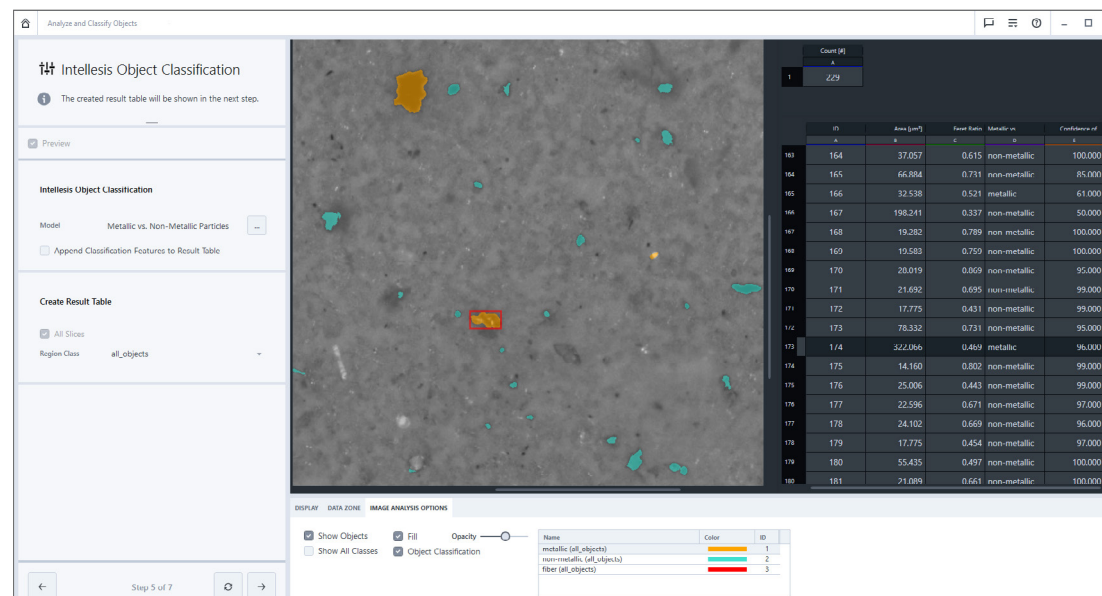 Analyze and Classify Objects
Intellesis Object Classification
The created result table will be shown in the next step.
Preview
Intellesis Object Classification
Model Metallic vs. Non-Metallic Particles ...
Append Classification Features to Result Table
Create Result Table
All Slices
Region Class all_objects
Step 5 of 7
Count [#]
A
1 229
ID Area [µm²] Feret Ratio Metallic vs. Confidence of
A B C D E
163 164 37.057 0.615 non-metallic 100.000
164 165 66.884 0.731 non-metallic 85.000
165 166 32.538 0.521 metallic 61.000
166 167 198.241 0.337 non-metallic 50.000
167 168 19.282 0.789 non-metallic 100.000
168 169 19.583 0.759 non-metallic 100.000
169 170 20.019 0.869 non-metallic 95.000
170 171 21.692 0.695 non-metallic 99.000
171 172 17.775 0.431 non-metallic 99.000
172 173 78.332 0.731 non-metallic 95.000
173 174 322.066 0.469 metallic 96.000
174 175 14.160 0.802 non-metallic 99.000
175 176 25.006 0.443 non-metallic 99.000
176 177 22.596 0.671 non-metallic 97.000
177 178 24.102 0.669 non-metallic 96.000
178 179 17.775 0.454 non-metallic 97.000
179 180 55.435 0.497 non-metallic 100.000
180 181 21.089 0.661 non-metallic 100.000
DISPLAY DATA ZONE IMAGE ANALYSIS OPTIONS
Show Objects Fill Opacity
Show All Classes Object Classification
Name Color ID
metallic (all_objects) 1
non-metallic (all_objects) 2
fiber (all_objects) 3